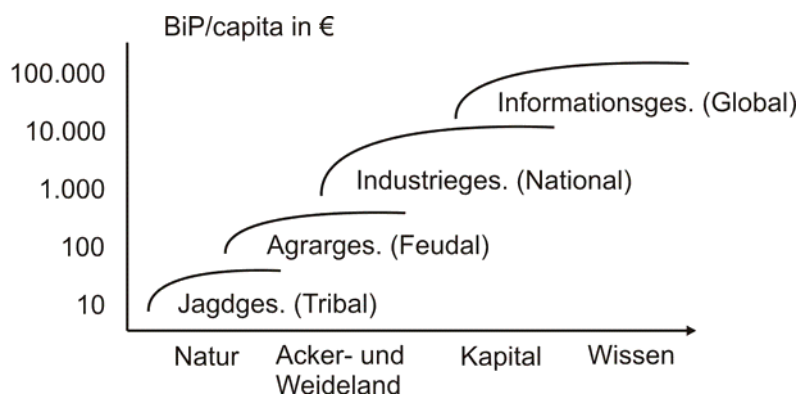 BiP/capita in €
100.000
Informationsges. (Global)
10.000
Industrieges. (National)
1.000
100
Agrarges. (Feudal)
10
Jagdges. (Tribal)
Natur
Acker- und
Weideland
Kapital
Wissen